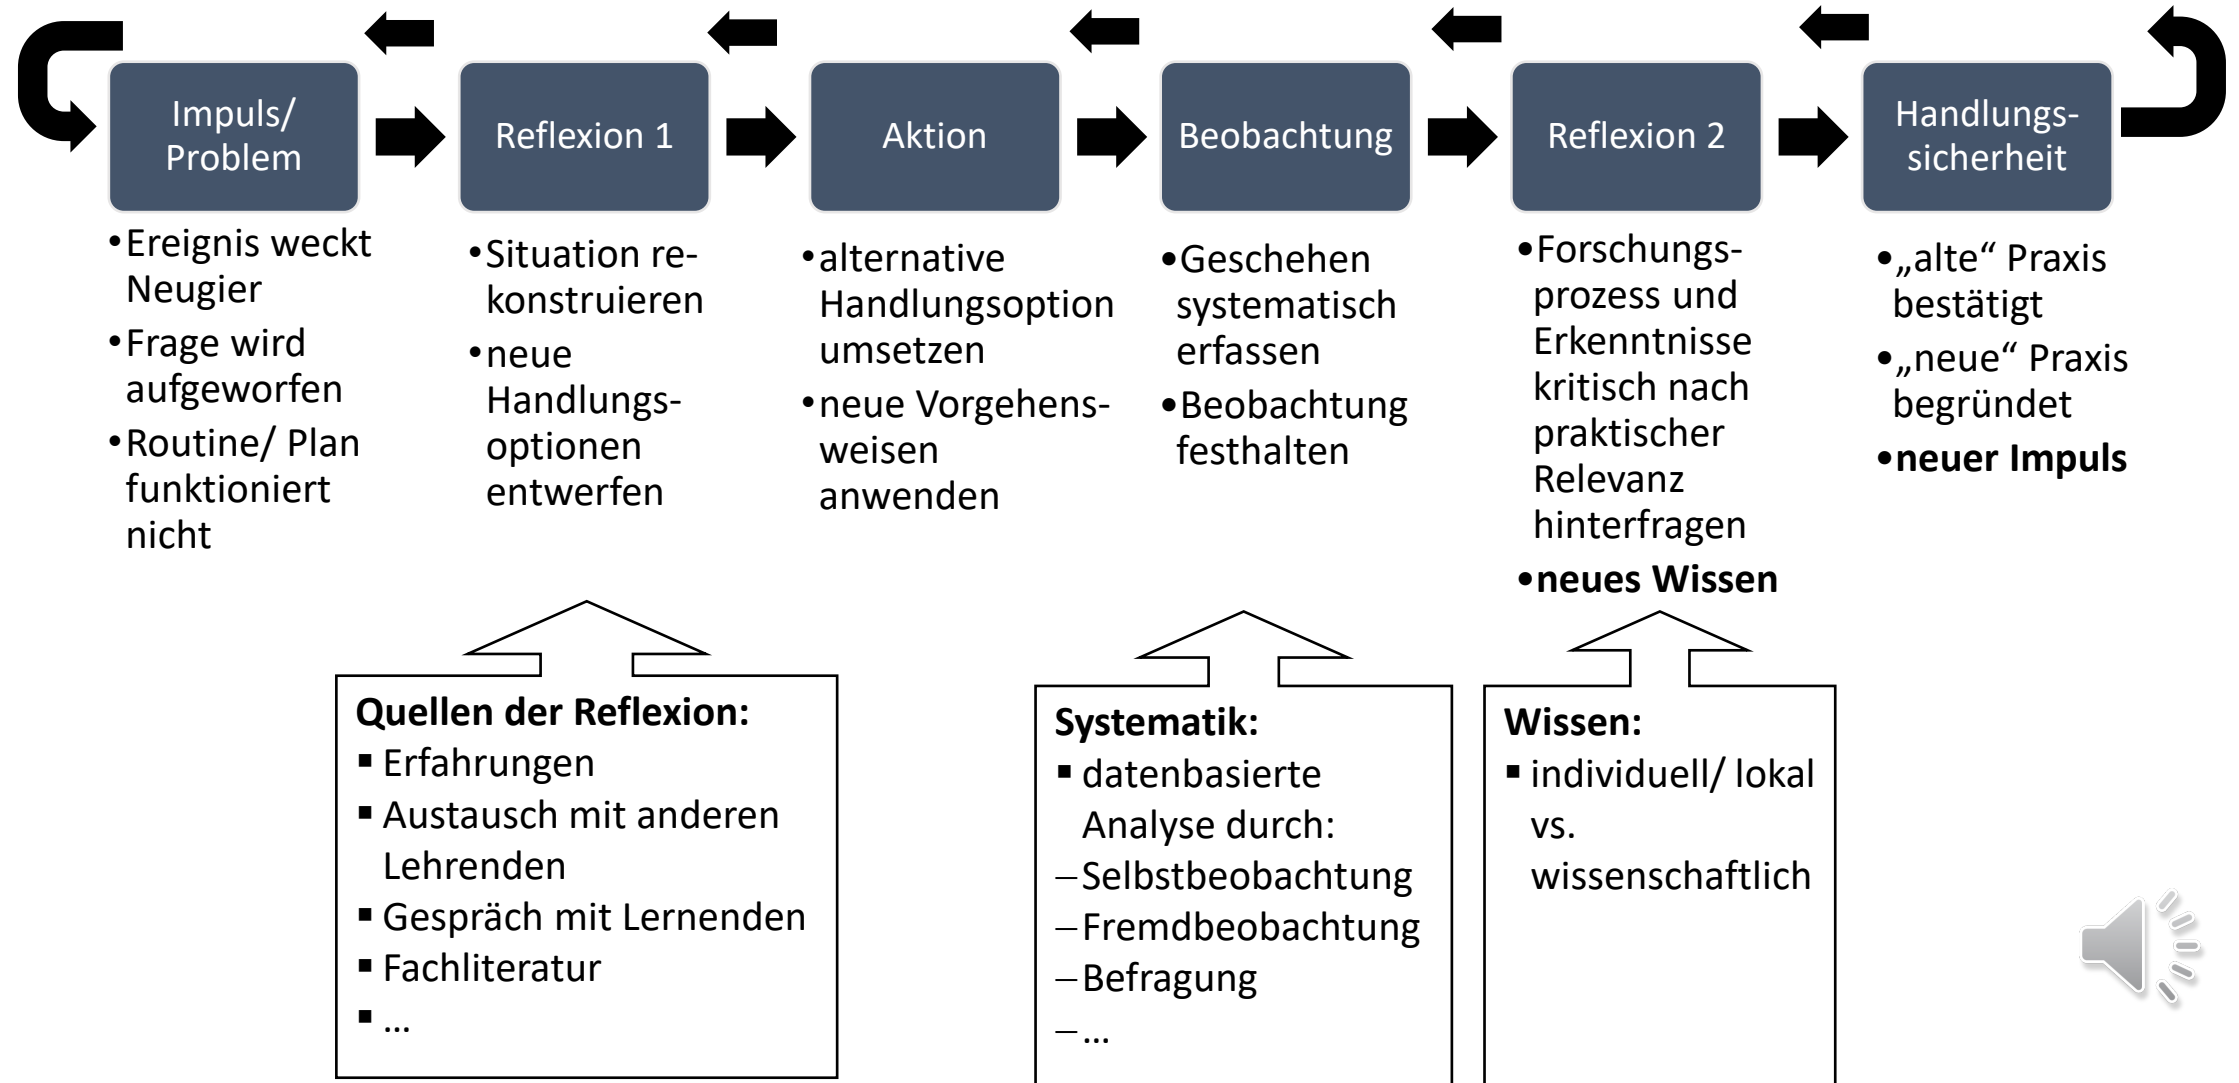 Impuls/
Problem
Reflexion 1
Aktion
Beobachtung
Reflexion 2
Handlungs-
sicherheit
•Ereignis weckt
Neugier
•Frage wird
aufgeworfen
•Routine/ Plan
funktioniert
nicht
•Situation re-
konstruieren
•neue
Handlungs-
optionen
entwerfen
•alternative
Handlungsoption
umsetzen
•neue Vorgehens-
weisen
anwenden
•Geschehen
systematisch
erfassen
•Beobachtung
festhalten
•Forschungs-
prozess und
Erkenntnisse
kritisch nach
praktischer
Relevanz
hinterfragen
•neues Wissen
•„alte“ Praxis
bestätigt
•„neue“ Praxis
begründet
•neuer Impuls
Quellen der Reflexion:
▪ Erfahrungen
▪ Austausch mit anderen
Lehrenden
▪ Gespräch mit Lernenden
▪ Fachliteratur
▪ …
Systematik:
▪ datenbasierte
Analyse durch:
–Selbstbeobachtung
–Fremdbeobachtung
–Befragung
–…
Wissen:
▪ individuell/ lokal
vs.
wissenschaftlich